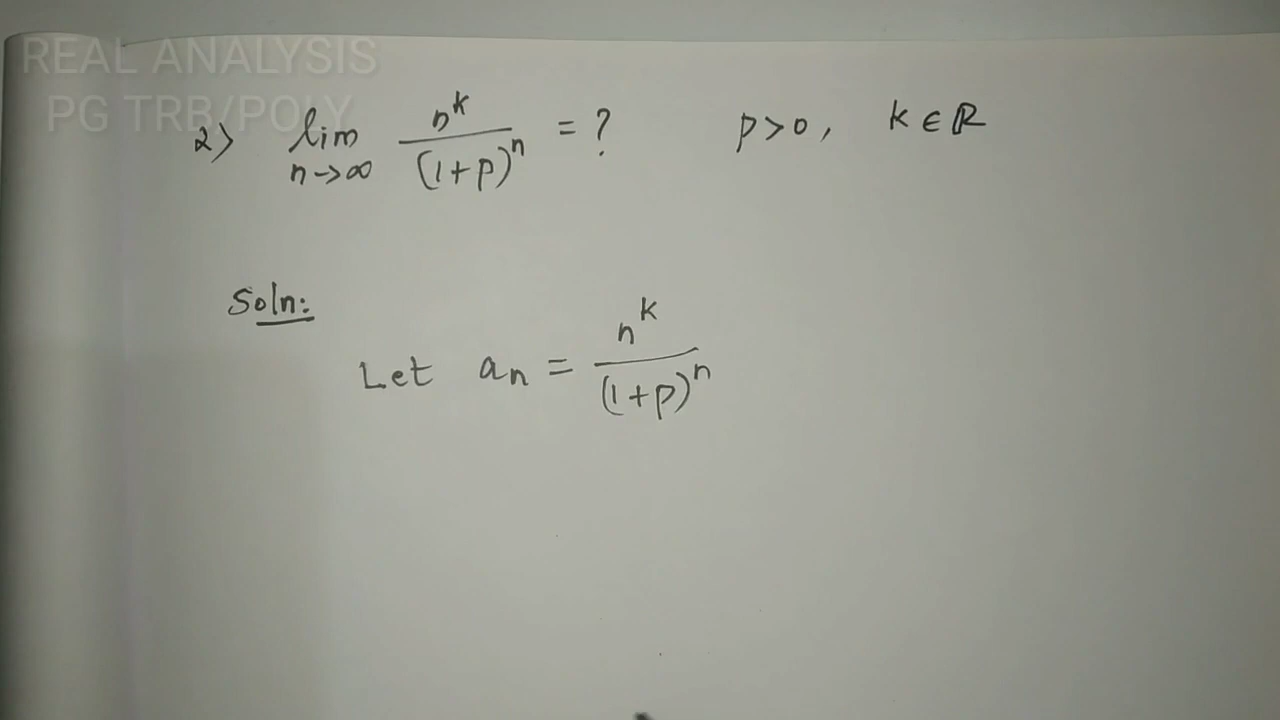 REAL ANALYSIS
PG TRB/POLY
2) lim n→∞ n^k / (1+p)^n = ? p>0, k∈ℝ
Soln:
Let a_n = n^k / (1+p)^n